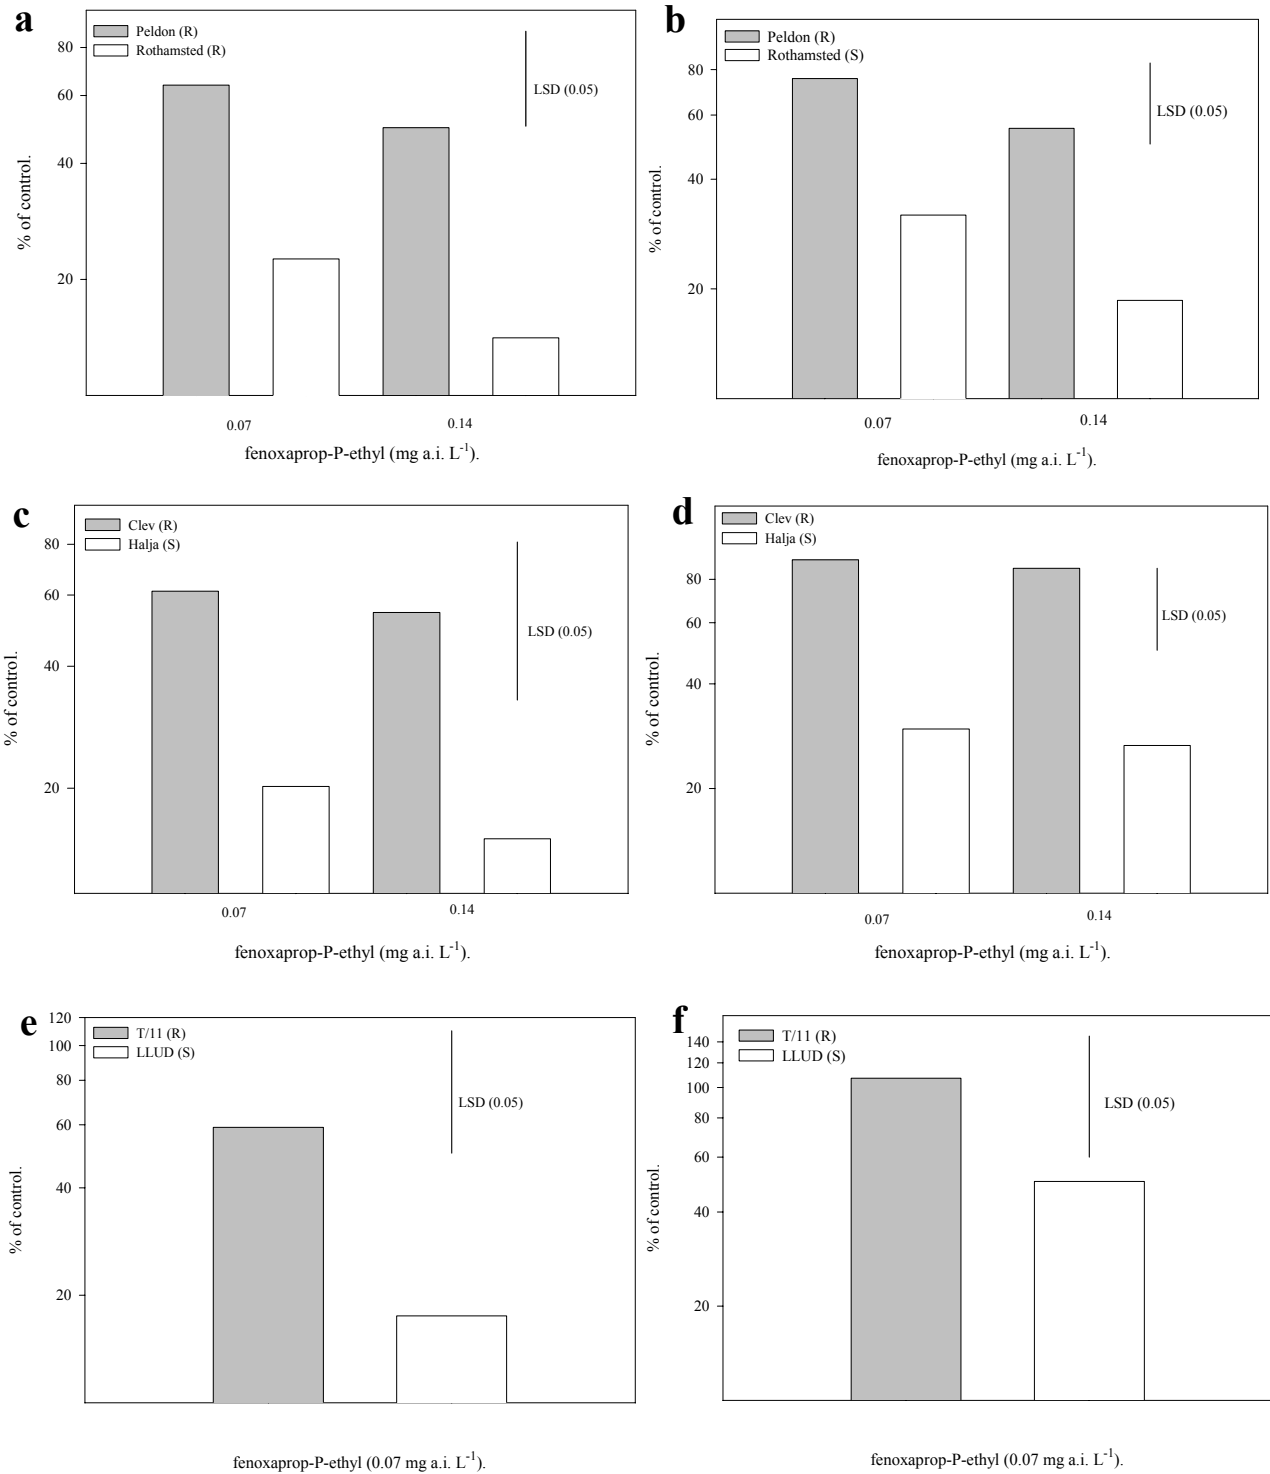 a
Peldon (R)
Rothamsted (R)
LSD (0.05)
80
60
40
20
% of control.
0.07
0.14
fenoxaprop-P-ethyl (mg a.i. L⁻¹).
b
Peldon (R)
Rothamsted (S)
LSD (0.05)
80
60
40
20
% of control.
0.07
0.14
fenoxaprop-P-ethyl (mg a.i. L⁻¹).
c
Clev (R)
Halja (S)
LSD (0.05)
80
60
40
20
% of control.
0.07
0.14
fenoxaprop-P-ethyl (mg a.i. L⁻¹).
d
Clev (R)
Halja (S)
LSD (0.05)
80
60
40
20
% of control.
0.07
0.14
fenoxaprop-P-ethyl (mg a.i. L⁻¹).
e
T/11 (R)
LLUD (S)
LSD (0.05)
120
100
80
60
40
20
% of control.
fenoxaprop-P-ethyl (0.07 mg a.i. L⁻¹).
f
T/11 (R)
LLUD (S)
LSD (0.05)
140
120
100
80
60
40
20
% of control.
fenoxaprop-P-ethyl (0.07 mg a.i. L⁻¹).